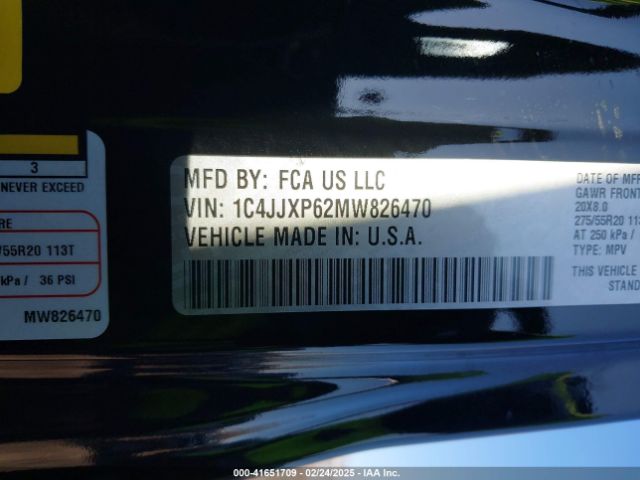 3
NEVER EXCEED
RE
/55R20 113T
kPa / 36 PSI
MW826470
MFD BY: FCA US LLC
VIN: 1C4JJXP62MW826470
VEHICLE MADE IN: U.S.A.
DATE OF MFR
GAWR FRONT
20X8.0
275/55R20 113
AT 250 kPa /
TYPE: MPV
THIS VEHICLE
STAND
000-41651709 - 02/24/2025 - IAA Inc.